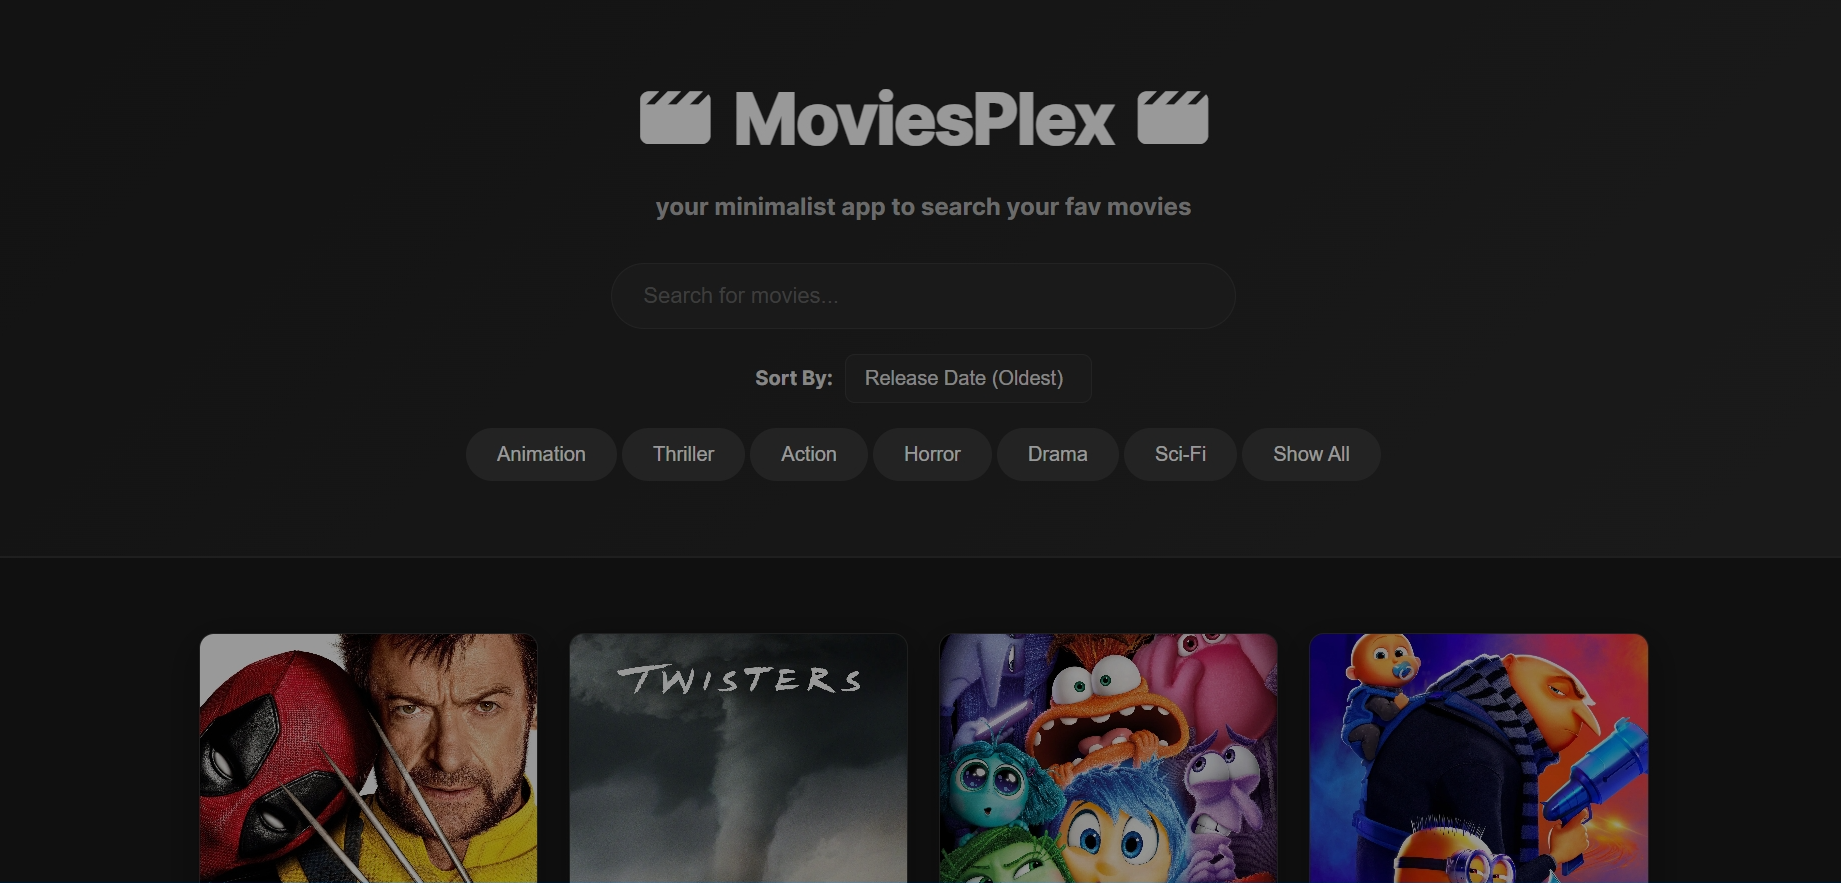 MoviesPlex
your minimalist app to search your fav movies
Search for movies...
Sort By: Release Date (Oldest)
Animation Thriller Action Horror Drama Sci-Fi Show All
TWISTERS